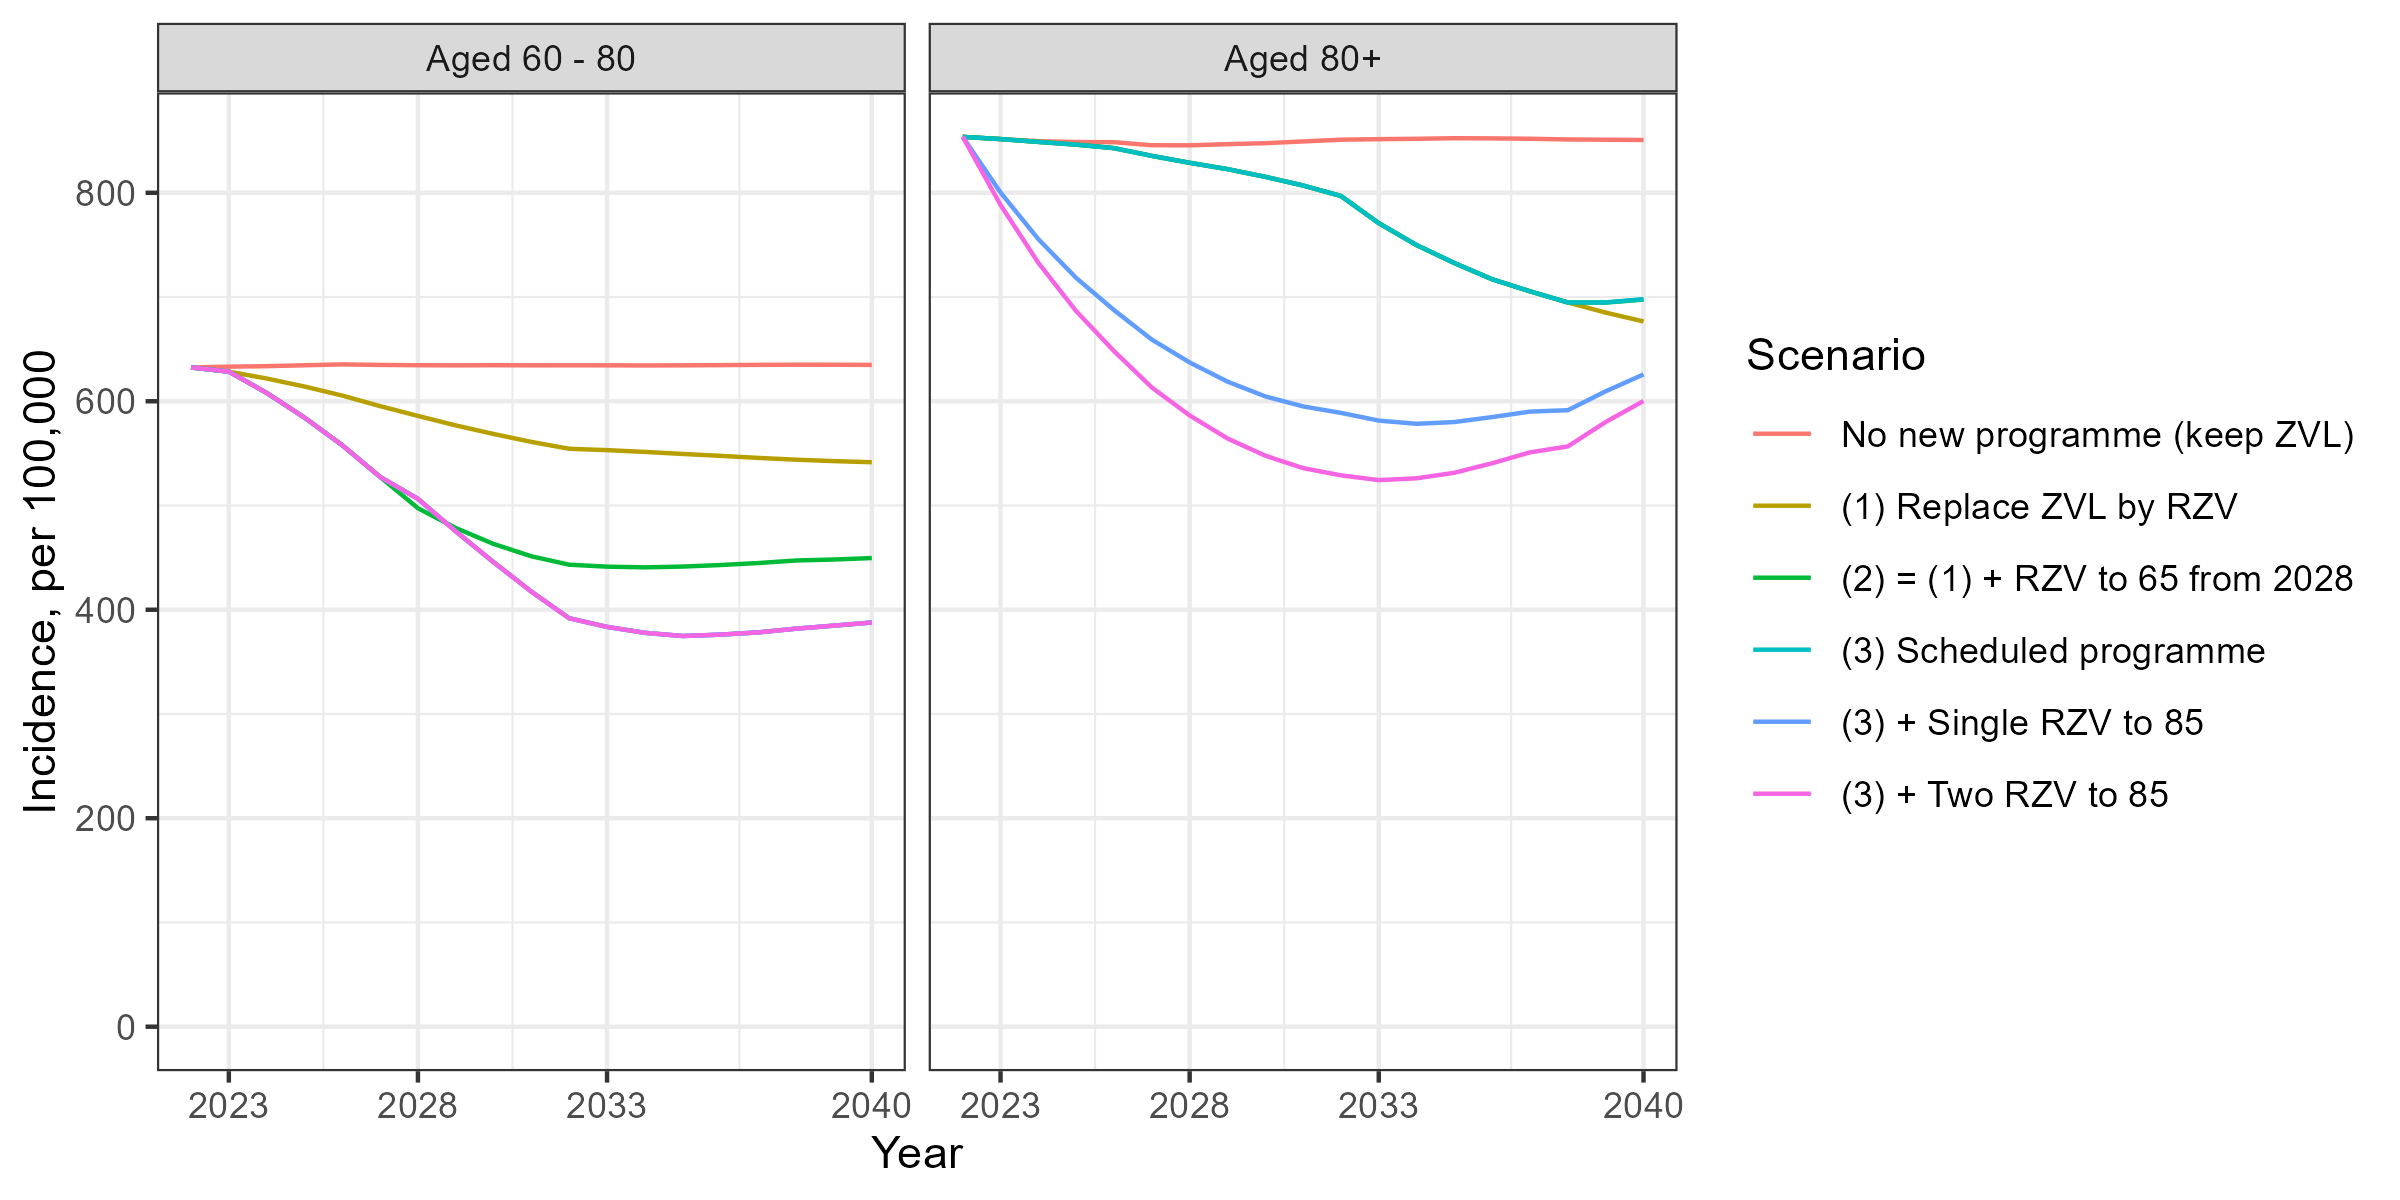 Aged 60 - 80
Aged 80+
Incidence, per 100,000
800
600
400
200
0
2023 2028 2033 2040
2023 2028 2033 2040
Year
Scenario
No new programme (keep ZVL)
(1) Replace ZVL by RZV
(2) = (1) + RZV to 65 from 2028
(3) Scheduled programme
(3) + Single RZV to 85
(3) + Two RZV to 85